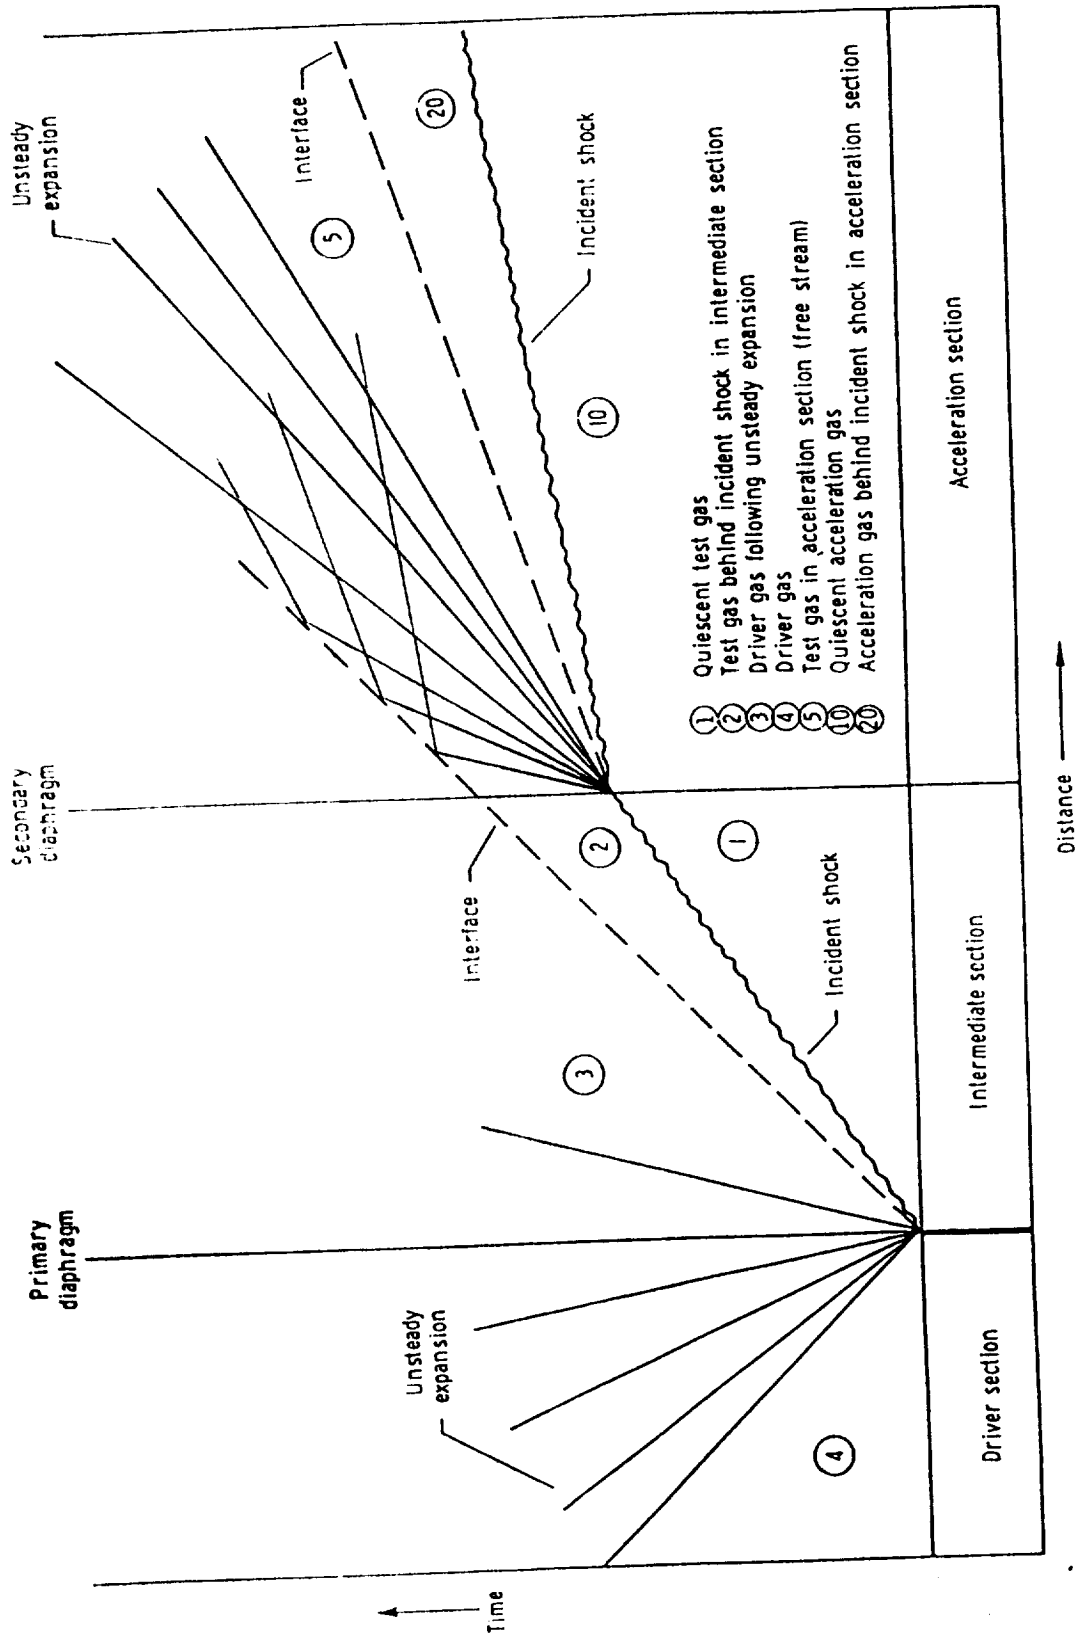 Primary
diaphragm
Secondary
diaphragm
Unsteady
expansion
Unsteady
expansion
Interface
Interface
Incident shock
Incident shock
4
3
2
1
5
10
20
1 Quiescent test gas
2 Test gas behind incident shock in intermediate section
3 Driver gas following unsteady expansion
4 Driver gas
5 Test gas in acceleration section (free stream)
10 Quiescent acceleration gas
20 Acceleration gas behind incident shock in acceleration section
Driver section
Intermediate section
Acceleration section
Time
Distance